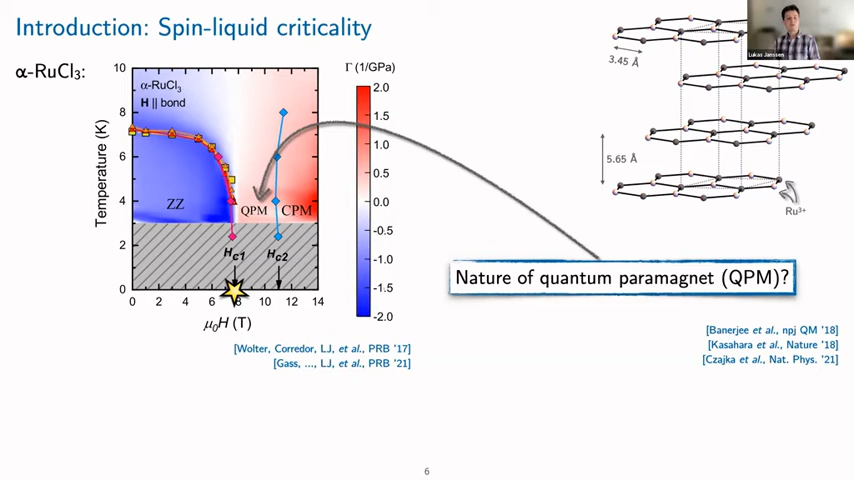 Introduction: Spin-liquid criticality
α-RuCl₃:
Γ (1/GPa)
α-RuCl₃
H || bond
Temperature (K)
10
8
6
4
2
0
ZZ
QPM
CPM
Hc1
Hc2
0 2 4 6 8 10 12 14
μ₀H (T)
2.0
1.5
1.0
0.5
0.0
-0.5
-1.0
-1.5
-2.0
[Wolter, Corredor, LJ, et al., PRB '17]
[Gass, ..., LJ, et al., PRB '21]
3.45 Å
5.65 Å
Ru³⁺
Lukas Janssen
Nature of quantum paramagnet (QPM)?
[Banerjee et al., npj QM '18]
[Kasahara et al., Nature '18]
[Czajka et al., Nat. Phys. '21]
6